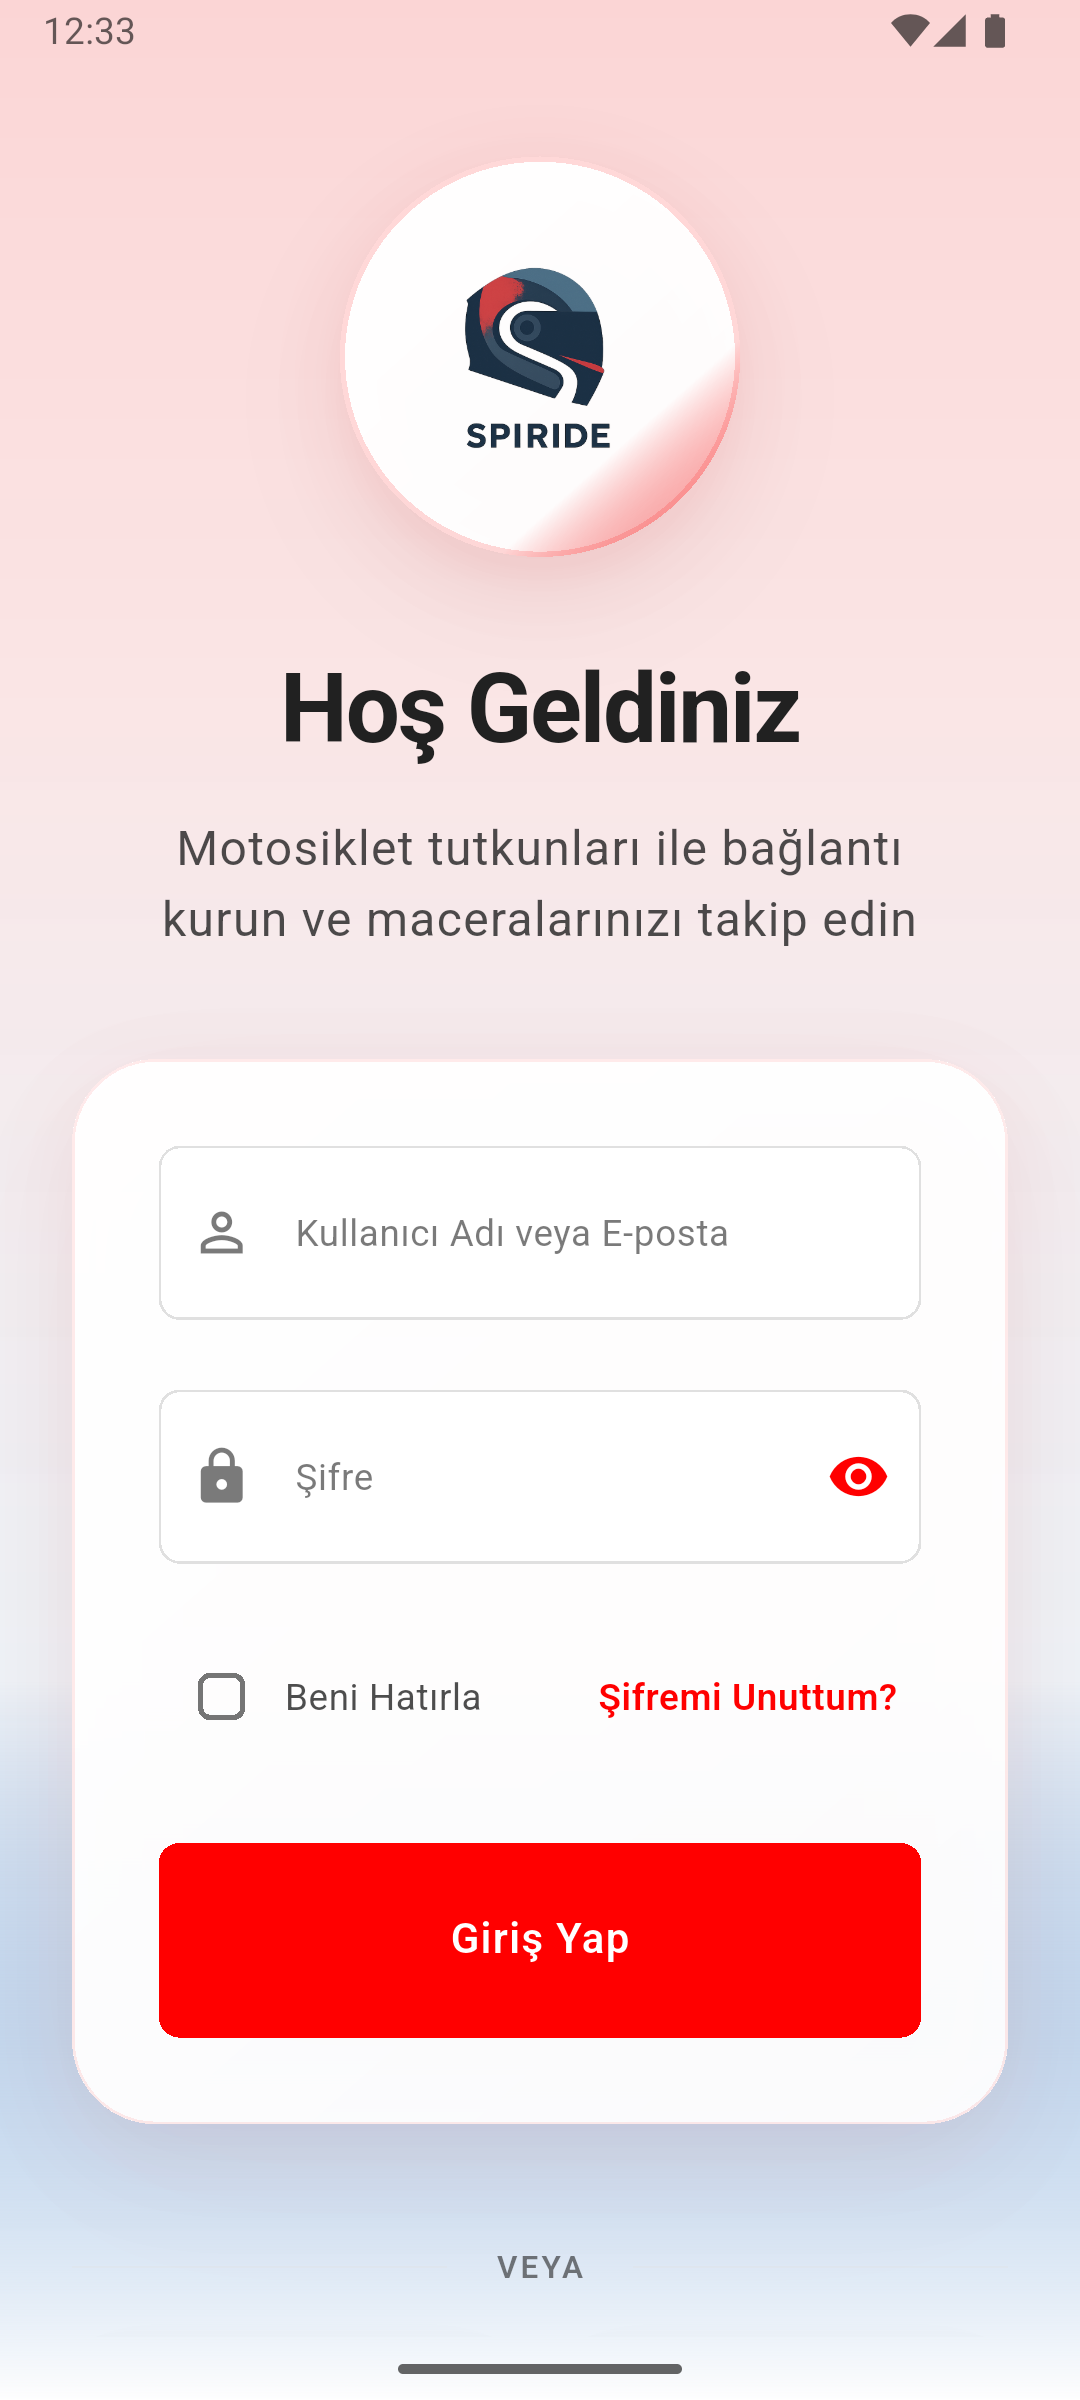 12:33
SPIRIDE
Hoş Geldiniz
Motosiklet tutkunları ile bağlantı
kurun ve maceralarınızı takip edin
Kullanıcı Adı veya E-posta
Şifre
Beni Hatırla
Şifremi Unuttum?
Giriş Yap
VEYA